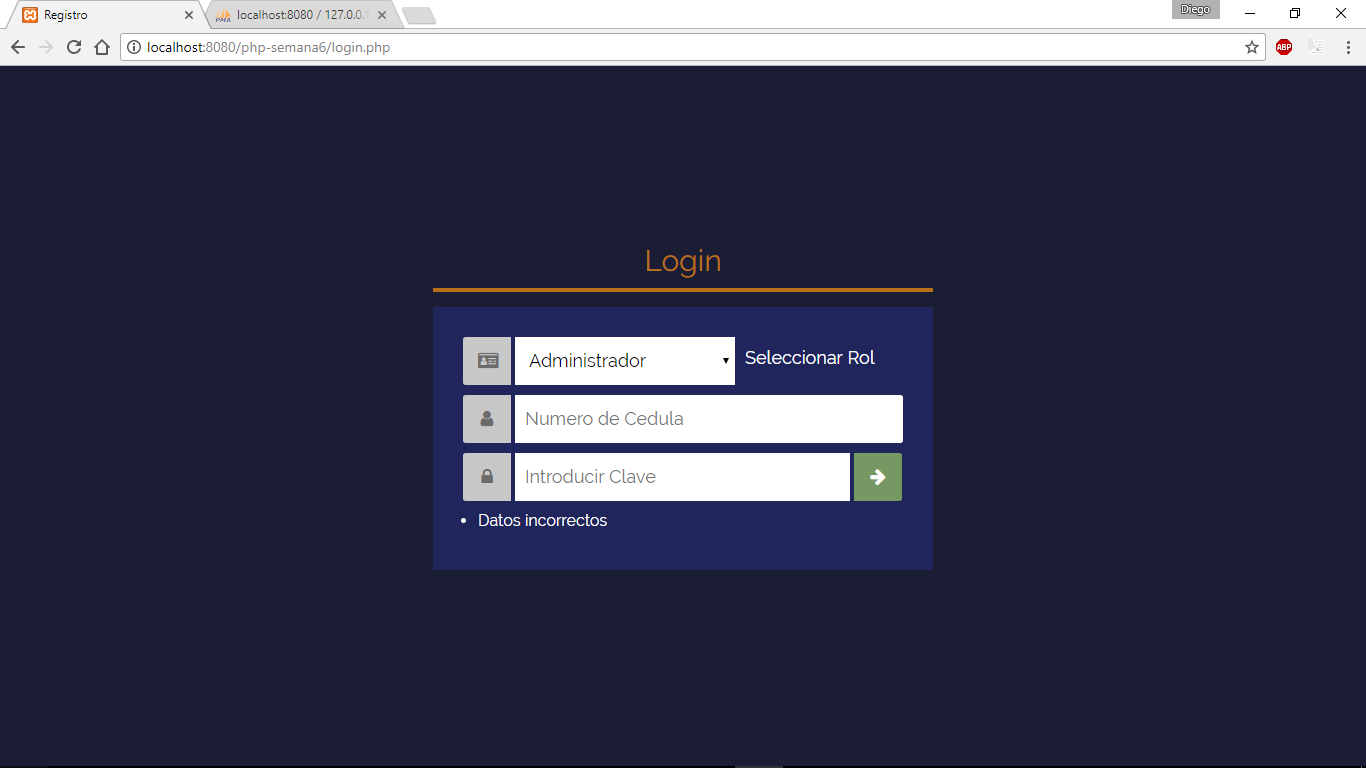 Registro
localhost:8080 / 127.0.0.1
Diego
localhost:8080/php-semana6/login.php
ABP
Login
Administrador
Seleccionar Rol
Numero de Cedula
Introducir Clave
Datos incorrectos